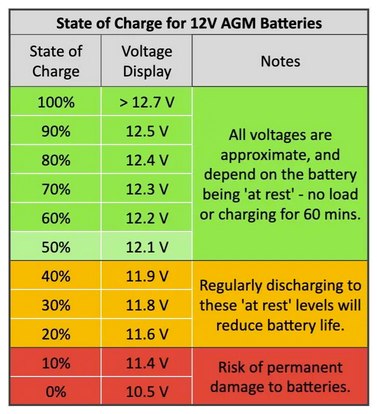 State of Charge for 12V AGM Batteries
State of Charge | Voltage Display | Notes
100% | > 12.7 V
90% | 12.5 V
80% | 12.4 V
70% | 12.3 V
60% | 12.2 V
50% | 12.1 V
All voltages are
approximate, and
depend on the battery
being 'at rest' - no load
or charging for 60 mins.
40% | 11.9 V
30% | 11.8 V
20% | 11.6 V
Regularly discharging to
these 'at rest' levels will
reduce battery life.
10% | 11.4 V
0% | 10.5 V
Risk of permanent
damage to batteries.